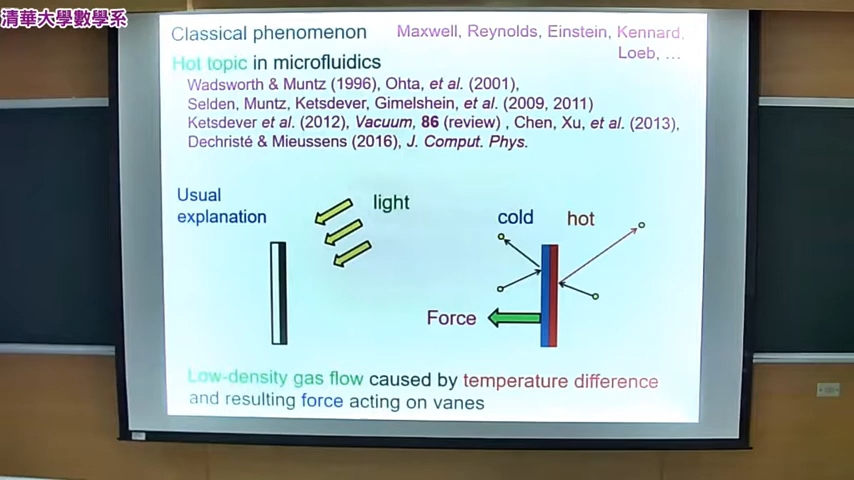 清華大學數學系
Classical phenomenon
Maxwell, Reynolds, Einstein, Kennard,
Loeb, ...
Hot topic in microfluidics
Wadsworth & Muntz (1996), Ohta, et al. (2001),
Selden, Muntz, Ketsdever, Gimelshein, et al. (2009, 2011)
Ketsdever et al. (2012), Vacuum, 86 (review) , Chen, Xu, et al. (2013),
Dechristé & Mieussens (2016), J. Comput. Phys.
Usual
explanation
light
cold
hot
Force
Low-density gas flow caused by temperature difference
and resulting force acting on vanes